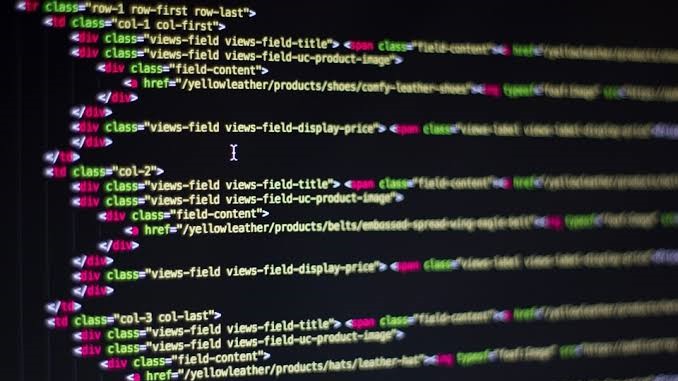 <tr class="row-1 row-first row-last">
<td class="col-1 col-first">
<div class="views-field views-field-title"> <span class="field-content"><a href="/yellowleather/
<div class="views-field views-field-uc-product-image">
<div class="field-content">
<a href="/yellowleather/products/shoes/comfy-leather-shoes"><img typeof="foaf:Image"
</div>
</div>
<div class="views-field views-field-display-price"> <span class="views-label views-label-display-price">
</div>
</td>
<td class="col-2">
<div class="views-field views-field-title"> <span class="field-content"><a href="/yellowleather/
<div class="views-field views-field-uc-product-image">
<div class="field-content">
<a href="/yellowleather/products/belts/embossed-spread-wing-eagle-belt"><img typeof="foaf:Image"
</div>
</div>
<div class="views-field views-field-display-price"> <span class="views-label views-label-display-price">
</div>
</td>
<td class="col-3 col-last">
<div class="views-field views-field-title"> <span class="field-content"><a href="/yellowleather/
<div class="views-field views-field-uc-product-image">
<div class="field-content">
<a href="/yellowleather/products/hats/leather-hat"><img typeof="foaf:Image"